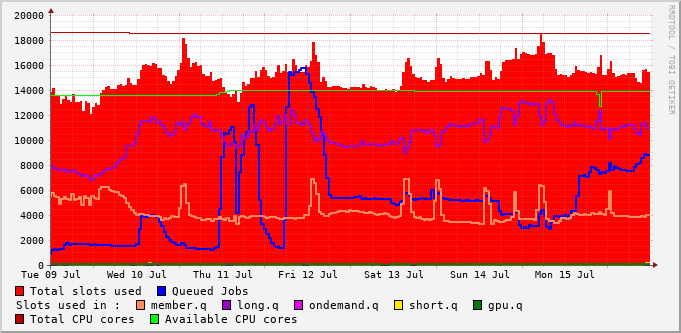 20000
18000
16000
14000
12000
10000
8000
6000
4000
2000
0
Tue 09 Jul Wed 10 Jul Thu 11 Jul Fri 12 Jul Sat 13 Jul Sun 14 Jul Mon 15 Jul
Total slots used Queued Jobs
Slots used in : member.q long.q ondemand.q short.q gpu.q
Total CPU cores Available CPU cores
RRDTOOL / TOBI OETIKER